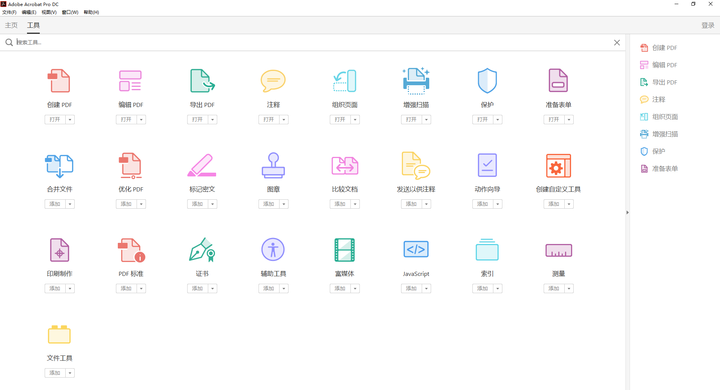 Adobe Acrobat Pro DC
文件(F) 编辑(E) 视图(V) 窗口(W) 帮助(H)
主页 工具 登录
搜索工具...
创建 PDF 编辑 PDF 导出 PDF 注释 组织页面 增强扫描 保护 准备表单
打开 打开 打开 打开 打开 打开 打开 打开
合并文件 优化 PDF 标记密文 图章 比较文档 发送以供注释 动作向导 创建自定义工具
添加 添加 添加 添加 添加 添加 添加 添加
印刷制作 PDF 标准 证书 辅助工具 富媒体 JavaScript 索引 测量
添加 添加 添加 添加 添加 添加 添加 添加
文件工具
添加
创建 PDF
编辑 PDF
导出 PDF
注释
组织页面
增强扫描
保护
准备表单